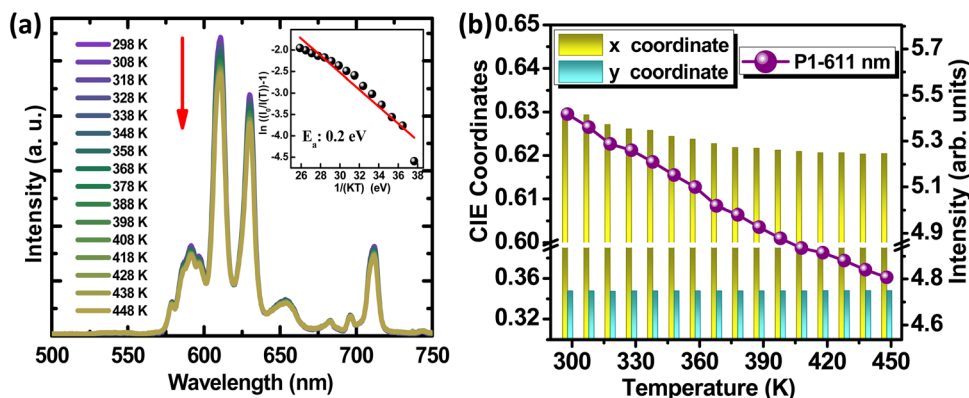 (a)
298 K
308 K
318 K
328 K
338 K
348 K
358 K
368 K
378 K
388 K
398 K
408 K
418 K
428 K
438 K
448 K
Intensity (a. u.)
500 550 600 650 700 750
Wavelength (nm)
ln ((I0/I(T))-1)
-2.0
-2.5
-3.0
-3.5
-4.0
-4.5
Ea: 0.2 eV
26 28 30 32 34 36 38
1/(KT) (eV)
(b)
x coordinate
y coordinate
P1-611 nm
CIE Coordinates
0.65
0.64
0.63
0.62
0.61
0.60
0.36
0.32
5.7
5.5
5.4
5.3
5.1
4.9
4.8
4.6
Intensity (arb. units)
300 330 360 390 420 450
Temperature (K)